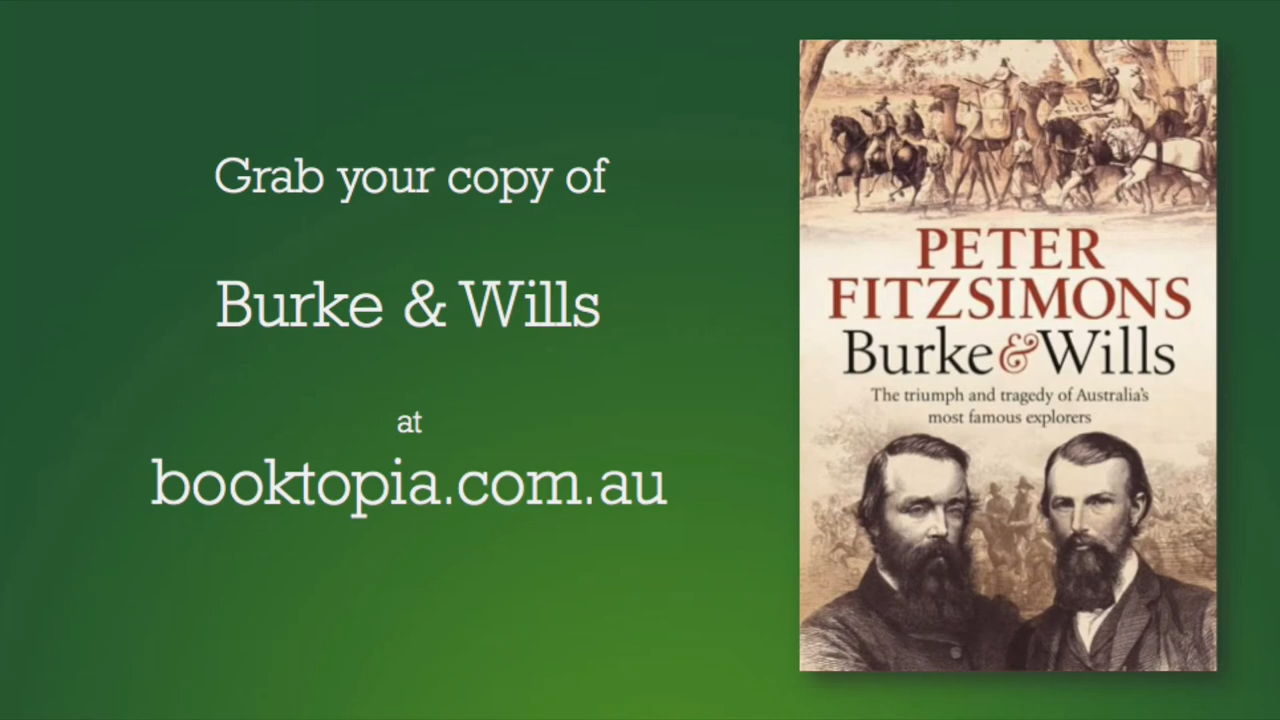 Grab your copy of
Burke & Wills
at
booktopia.com.au
PETER
FITZSIMONS
Burke & Wills
The triumph and tragedy of Australia's
most famous explorers